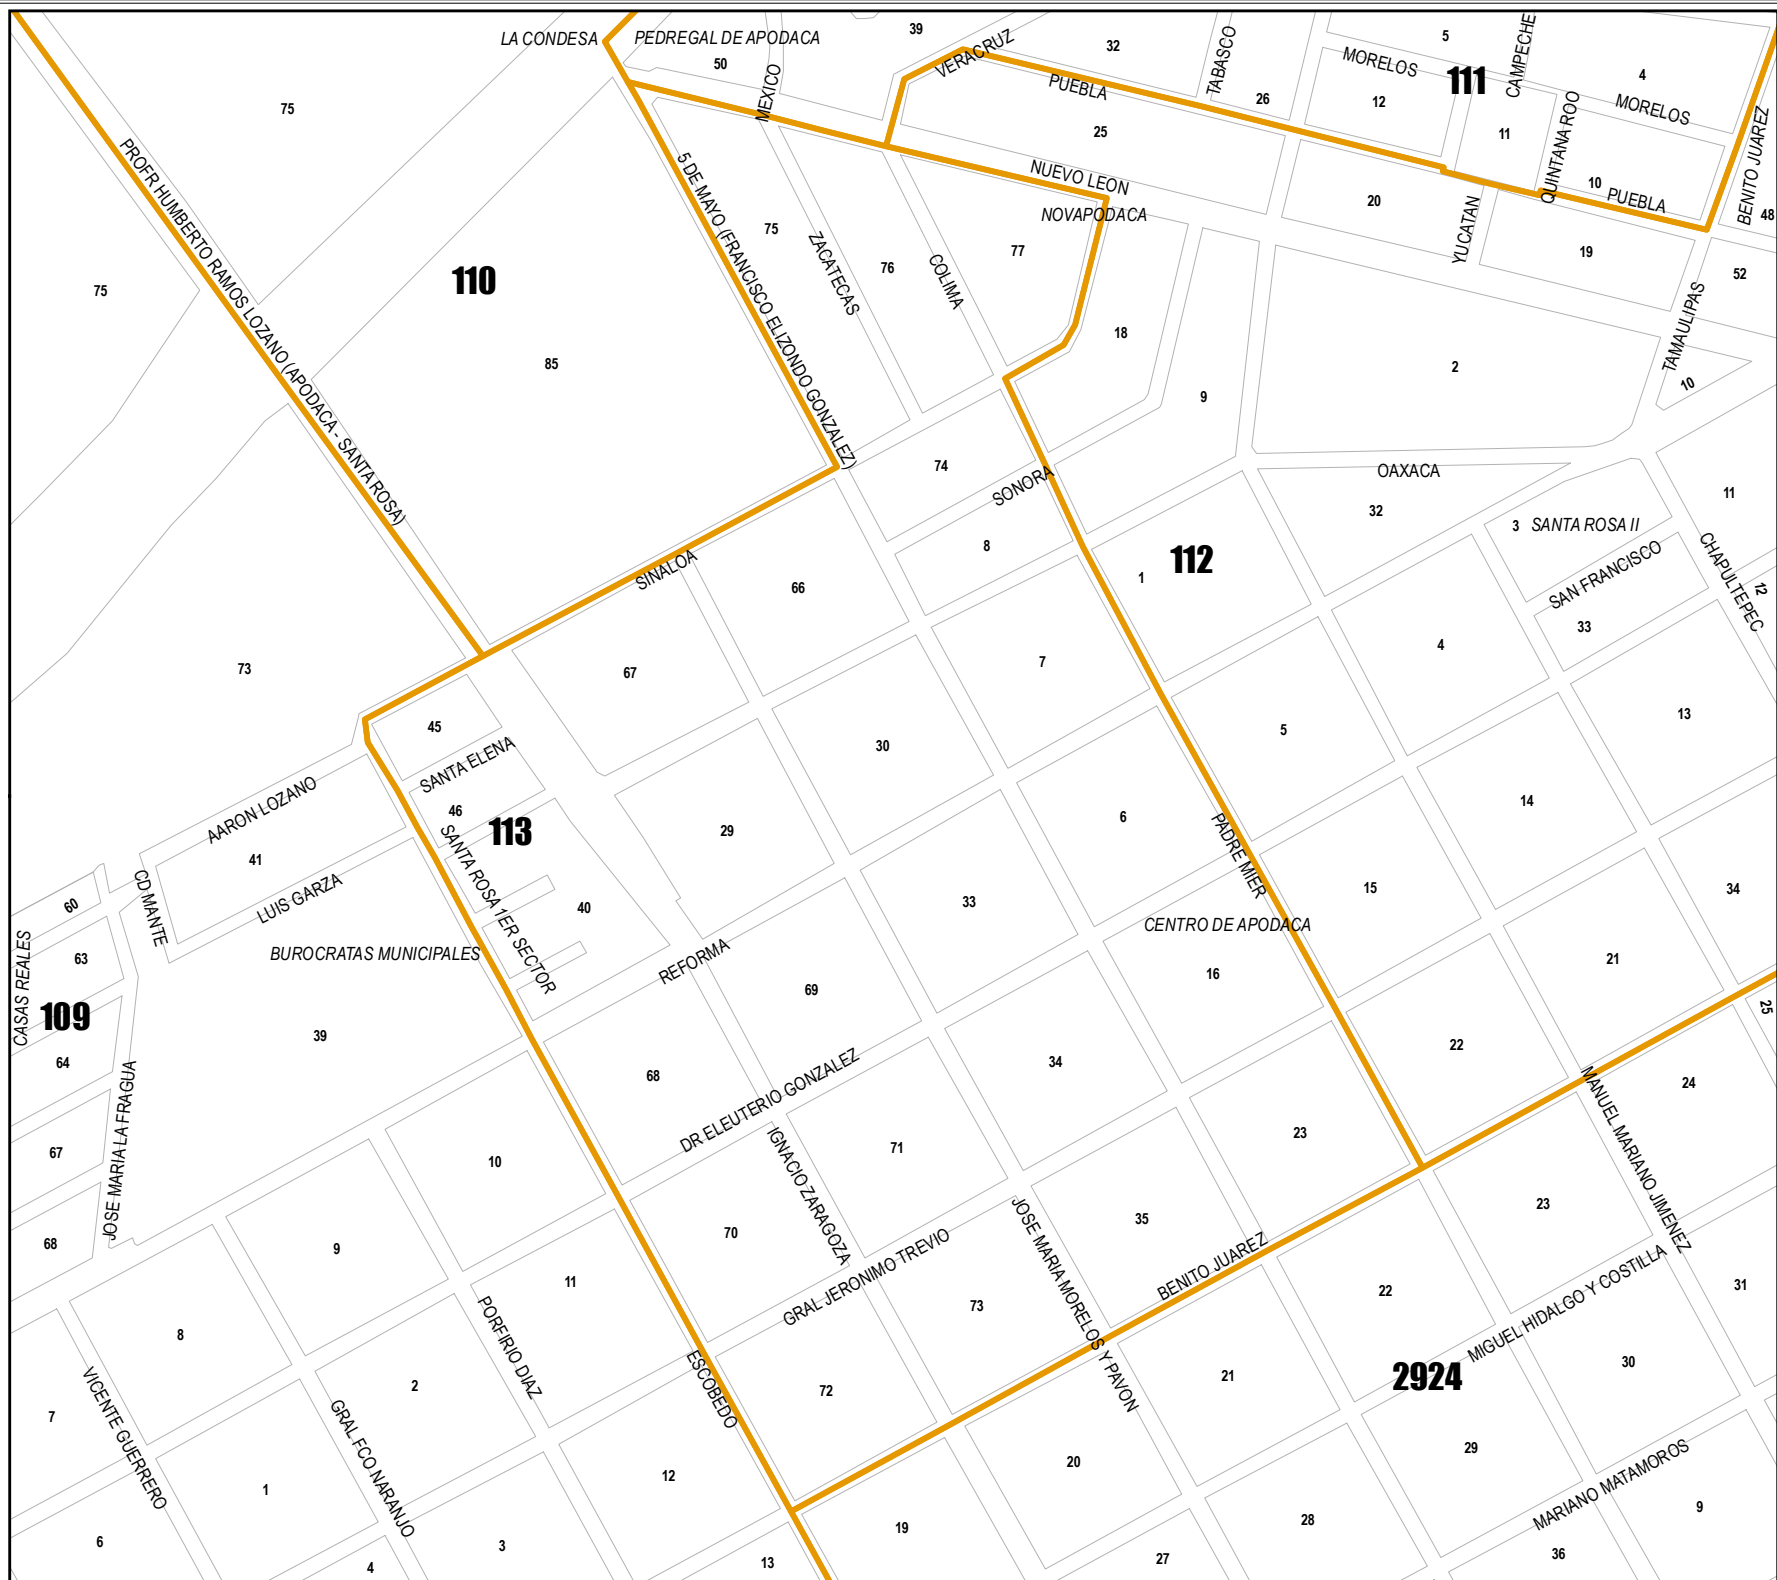 LA CONDESA
PEDREGAL DE APODACA
50
39
VERACRUZ
32
TABASCO
5
CAMPECHE
MORELOS
111
4
MORELOS
75
MEXICO
PUEBLA
26
12
11
QUINTANA ROO
BENITO JUAREZ
25
PROFR HUMBERTO RAMOS LOZANO (APODACA - SANTA ROSA)
5 DE MAYO (FRANCISCO ELIZONDO GONZALEZ)
NUEVO LEON
NOVAPODACA
20
10
PUEBLA
48
YUCATAN
75
110
75
ZACATECAS
76
COLIMA
77
19
52
85
18
9
2
TAMAULIPAS
10
74
SONORA
OAXACA
32
3
SANTA ROSA II
11
SINALOA
66
8
112
1
SAN FRANCISCO
33
CHAPULTEPEC
12
73
67
7
4
45
SANTA ELENA
30
5
13
AARON LOZANO
46
113
29
6
PADRE MIER
14
41
CD MANTE
LUIS GARZA
SANTA ROSA 1ER SECTOR
40
33
15
34
60
63
CASAS REALES
BUROCRATAS MUNICIPALES
REFORMA
CENTRO DE APODACA
16
21
109
39
69
25
64
JOSE MARIA LA FRAGUA
68
DR ELEUTERIO GONZALEZ
34
22
24
67
10
IGNACIO ZARAGOZA
71
23
MANUEL MARIANO JIMENEZ
68
9
70
GRAL JERONIMO TREVIO
JOSE MARIA MORELOS Y PAVON
35
BENITO JUAREZ
23
11
73
22
MIGUEL HIDALGO Y COSTILLA
31
8
PORFIRIO DIAZ
ESCOBEDO
2924
30
VICENTE GUERRERO
2
72
21
7
GRAL FCO NARANJO
1
12
20
29
MARIANO MATAMOROS
6
3
19
28
9
4
13
27
36